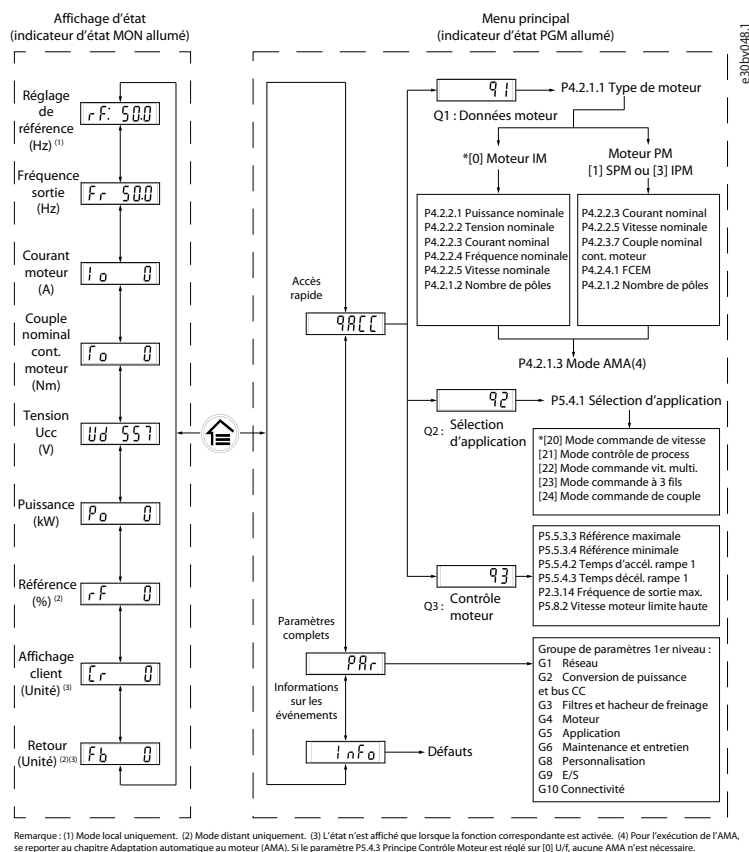 Affichage d'état
(indicateur d'état MON allumé)
Réglage
de
référence
(Hz) (1)
rF: 50.0
Fréquence
sortie
(Hz)
Fr 50.0
Courant
moteur
(A)
Io 0
Couple
nominal
cont.
moteur
(Nm)
To 0
Tension
Ucc
(V)
Ud 557
Puissance
(kW)
Po 0
Référence
(%) (2)
rF 0
Affichage
client
(Unité) (3)
Cr 0
Retour
(Unité) (2)(3)
Fb 0
Menu principal
(indicateur d'état PGM allumé)
e30bv048.1
Accès
rapide
qACC
q1
Q1 : Données moteur
P4.2.1.1 Type de moteur
*[0] Moteur IM
Moteur PM
[1] SPM ou [3] IPM
P4.2.2.1 Puissance nominale
P4.2.2.2 Tension nominale
P4.2.2.3 Courant nominal
P4.2.2.4 Fréquence nominale
P4.2.2.5 Vitesse nominale
P4.2.1.2 Nombre de pôles
P4.2.2.3 Courant nominal
P4.2.2.5 Vitesse nominale
P4.2.3.7 Couple nominal
cont. moteur
P4.2.4.1 FCEM
P4.2.1.2 Nombre de pôles
P4.2.1.3 Mode AMA(4)
q2
Q2 : Sélection
d'application
P5.4.1 Sélection d'application
*[20] Mode commande de vitesse
[21] Mode contrôle de process
[22] Mode commande vit. multi.
[23] Mode commande à 3 fils
[24] Mode commande de couple
q3
Q3 : Contrôle
moteur
P5.5.3.3 Référence maximale
P5.5.3.4 Référence minimale
P5.5.4.2 Temps d'accél. rampe 1
P5.5.4.3 Temps décél. rampe 1
P2.3.14 Fréquence de sortie max.
P5.8.2 Vitesse moteur limite haute
Paramètres
complets
PAr
Groupe de paramètres 1er niveau :
G1 Réseau
G2 Conversion de puissance
et bus CC
G3 Filtres et hacheur de freinage
G4 Moteur
G5 Application
G6 Maintenance et entretien
G8 Personnalisation
G9 E/S
G10 Connectivité
Informations
sur les
événements
InFo
Défauts
Remarque : (1) Mode local uniquement. (2) Mode distant uniquement. (3) L'état n'est affiché que lorsque la fonction correspondante est activée. (4) Pour l'exécution de l'AMA,
se reporter au chapitre Adaptation automatique au moteur (AMA). Si le paramètre P5.4.3 Principe Contrôle Moteur est réglé sur [0] U/f, aucune AMA n'est nécessaire.